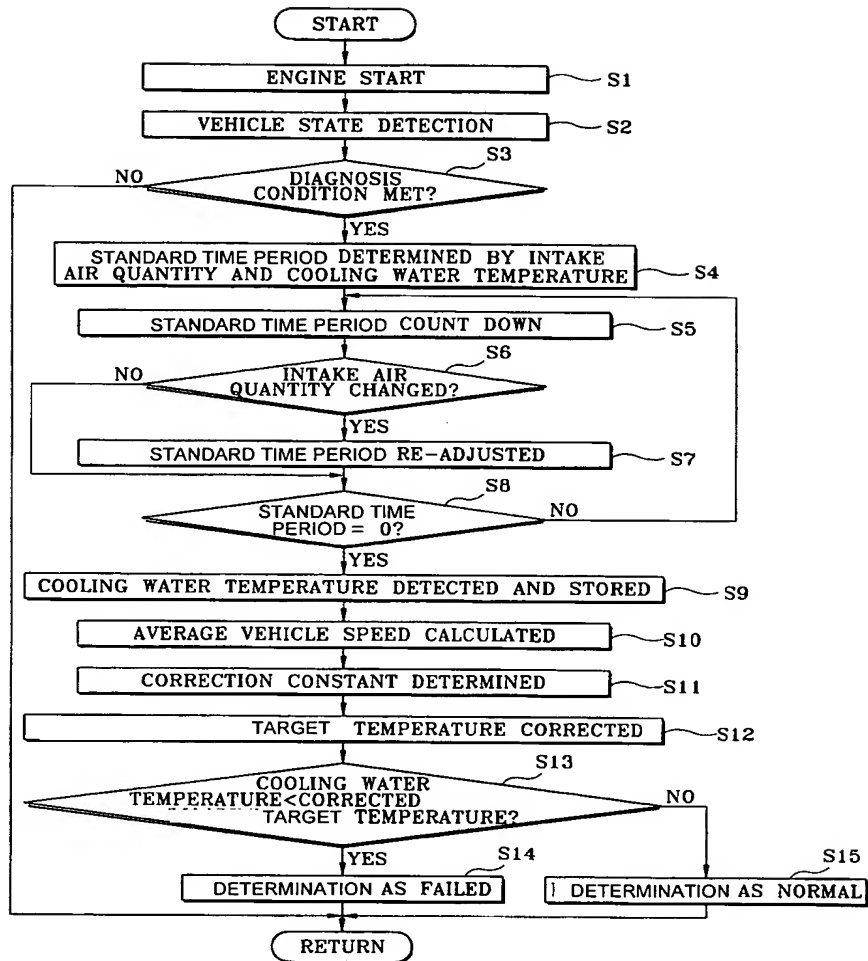 START
ENGINE START
S1
VEHICLE STATE DETECTION
S2
S3
NO
DIAGNOSIS
CONDITION MET?
YES
STANDARD TIME PERIOD DETERMINED BY INTAKE
AIR QUANTITY AND COOLING WATER TEMPERATURE
S4
STANDARD TIME PERIOD COUNT DOWN
S5
S6
NO
INTAKE AIR
QUANTITY CHANGED?
YES
STANDARD TIME PERIOD RE-ADJUSTED
S7
S8
STANDARD TIME
PERIOD = 0?
NO
YES
COOLING WATER TEMPERATURE DETECTED AND STORED
S9
AVERAGE VEHICLE SPEED CALCULATED
S10
CORRECTION CONSTANT DETERMINED
S11
TARGET TEMPERATURE CORRECTED
S12
S13
COOLING WATER
TEMPERATURE<CORRECTED
TARGET TEMPERATURE?
NO
YES
S14
DETERMINATION AS FAILED
S15
DETERMINATION AS NORMAL
RETURN